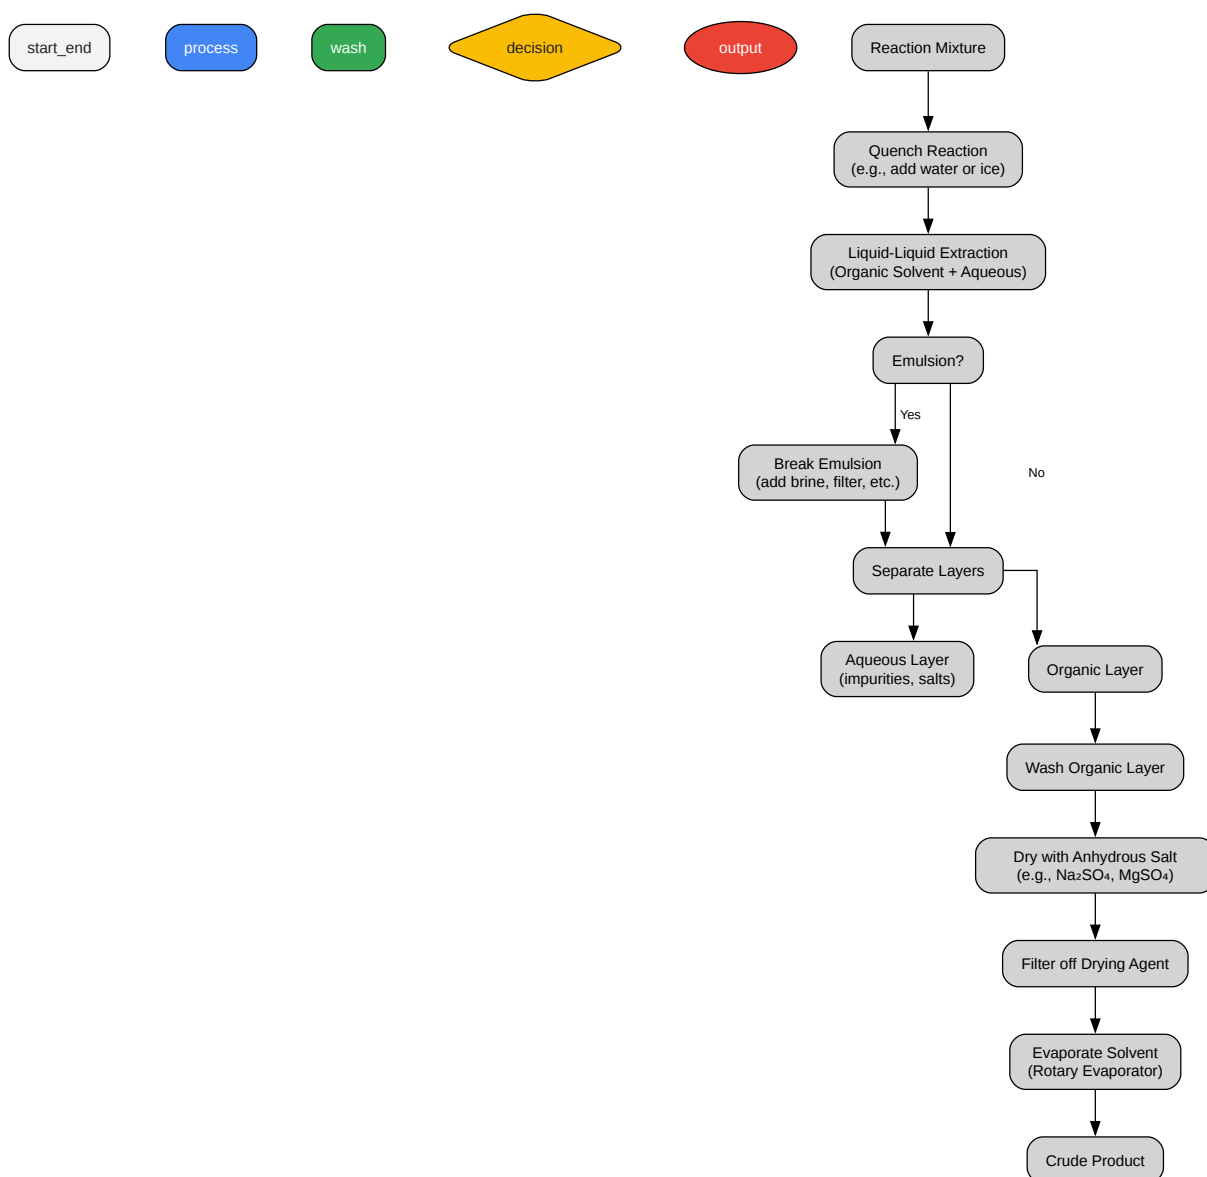 start_end
process
wash
decision
output
Reaction Mixture
Quench Reaction
(e.g., add water or ice)
Liquid-Liquid Extraction
(Organic Solvent + Aqueous)
Emulsion?
Yes
Break Emulsion
(add brine, filter, etc.)
No
Separate Layers
Aqueous Layer
(impurities, salts)
Organic Layer
Wash Organic Layer
Dry with Anhydrous Salt
(e.g., Na₂SO₄, MgSO₄)
Filter off Drying Agent
Evaporate Solvent
(Rotary Evaporator)
Crude Product